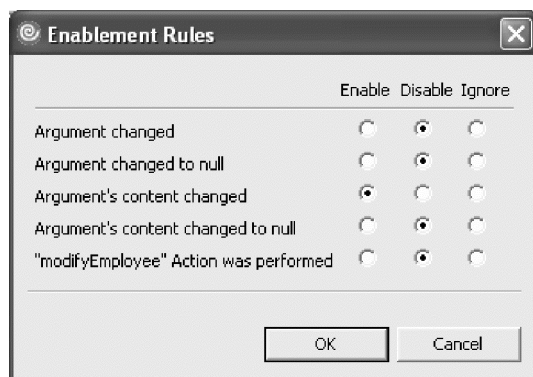 Enablement Rules
Enable Disable Ignore
Argument changed
Argument changed to null
Argument's content changed
Argument's content changed to null
"modifyEmployee" Action was performed
OK Cancel